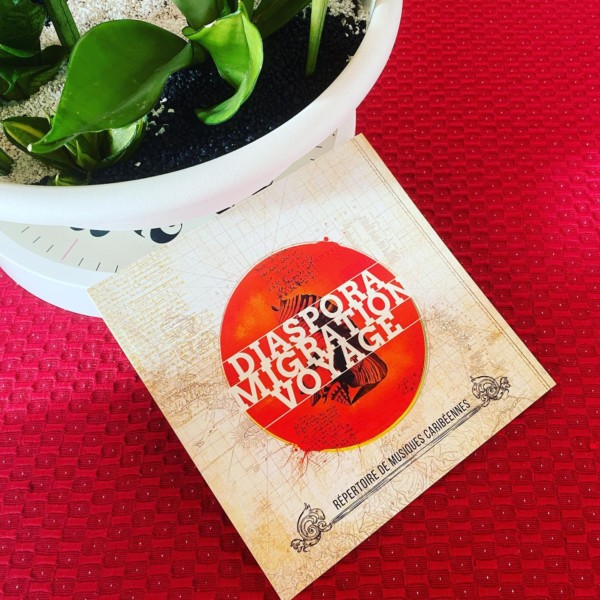 DIASPORA
MIGRATION
VOYAGE
RÉPERTOIRE DE MUSIQUES CARIBÉENNES